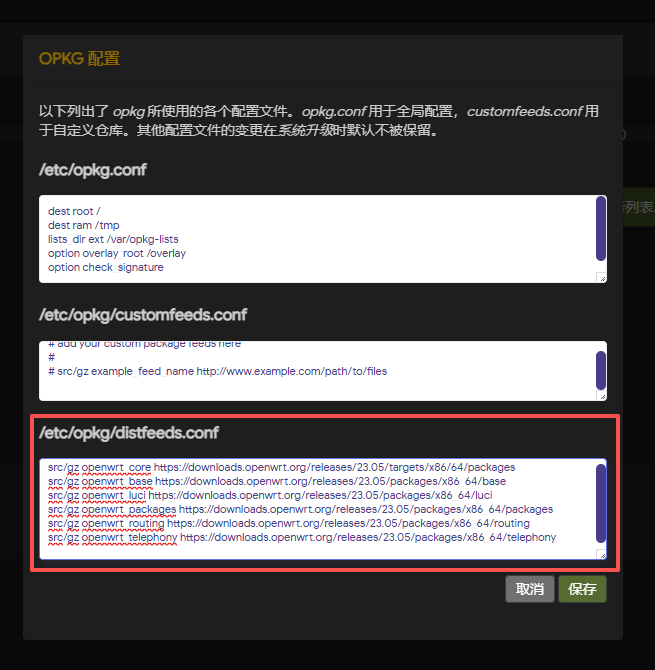 OPKG 配置
以下列出了 opkg 所使用的各个配置文件。opkg.conf 用于全局配置，customfeeds.conf 用
于自定义仓库。其他配置文件的变更在系统升级时默认不被保留。
/etc/opkg.conf
dest root /
dest ram /tmp
lists_dir ext /var/opkg-lists
option overlay_root /overlay
option check_signature
列表
/etc/opkg/customfeeds.conf
# add your custom package feeds here
#
# src/gz example_feed_name http://www.example.com/path/to/files
/etc/opkg/distfeeds.conf
src/gz openwrt_core https://downloads.openwrt.org/releases/23.05/targets/x86/64/packages
src/gz openwrt_base https://downloads.openwrt.org/releases/23.05/packages/x86_64/base
src/gz openwrt_luci https://downloads.openwrt.org/releases/23.05/packages/x86_64/luci
src/gz openwrt_packages https://downloads.openwrt.org/releases/23.05/packages/x86_64/packages
src/gz openwrt_routing https://downloads.openwrt.org/releases/23.05/packages/x86_64/routing
src/gz openwrt_telephony https://downloads.openwrt.org/releases/23.05/packages/x86_64/telephony
取消 保存